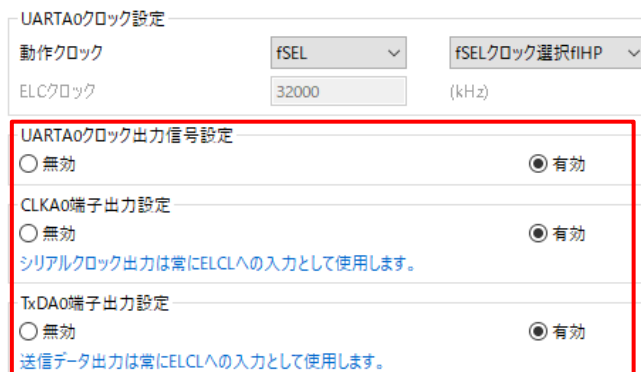 UARTA0クロック設定
動作クロック fSEL fSELクロック選択fIHP
ELCクロック 32000 (kHz)
UARTA0クロック出力信号設定
無効 有効
CLKA0端子出力設定
無効 有効
シリアルクロック出力は常にELCLへの入力として使用します。
TxDA0端子出力設定
無効 有効
送信データ出力は常にELCLへの入力として使用します。